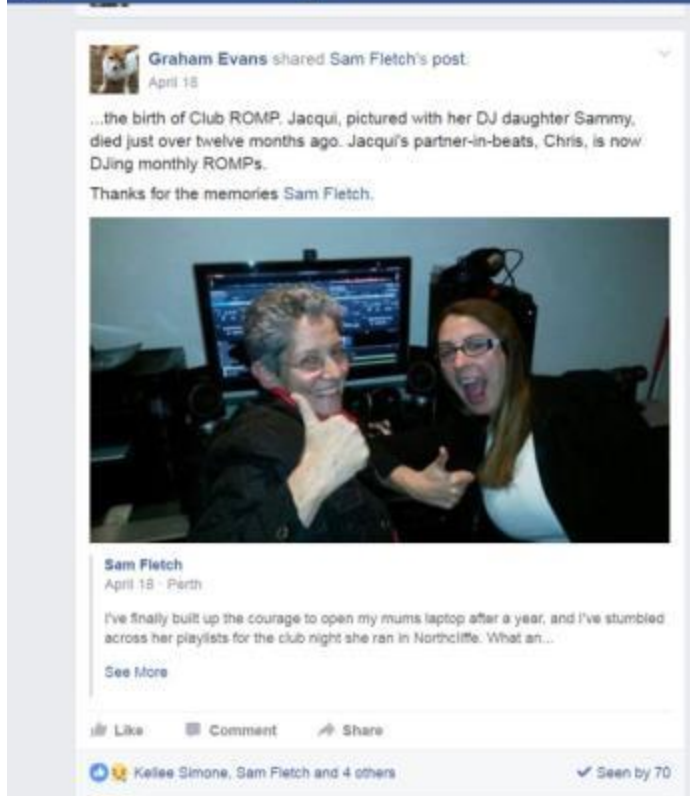 Graham Evans shared Sam Fletch's post.
April 18
...the birth of Club ROMP. Jacqui, pictured with her DJ daughter Sammy,
died just over twelve months ago. Jacqui's partner-in-beats, Chris, is now
DJing monthly ROMPs.
Thanks for the memories Sam Fletch.
Sam Fletch
April 18 · Perth
I've finally built up the courage to open my mums laptop after a year, and I've stumbled
across her playlists for the club night she ran in Northcliffe. What an...
See More
Like Comment Share
Kellee Simone, Sam Fletch and 4 others
Seen by 70